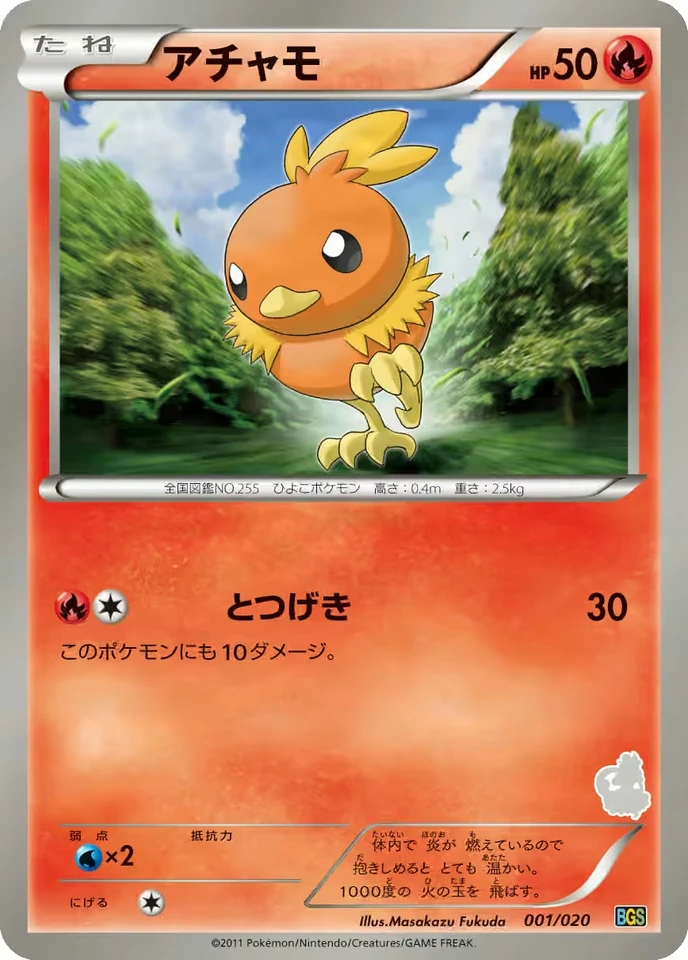 たね アチャモ HP50
全国図鑑NO.255 ひよこポケモン 高さ:0.4m 重さ:2.5kg
とつげき 30
このポケモンにも10ダメージ。
弱点 抵抗力
×2
にげる
体内で 炎が 燃えているので
抱きしめると とても 温かい。
1000度の 火の玉を 飛ばす。
Illus.Masakazu Fukuda 001/020 BGS
©2011 Pokémon/Nintendo/Creatures/GAME FREAK.